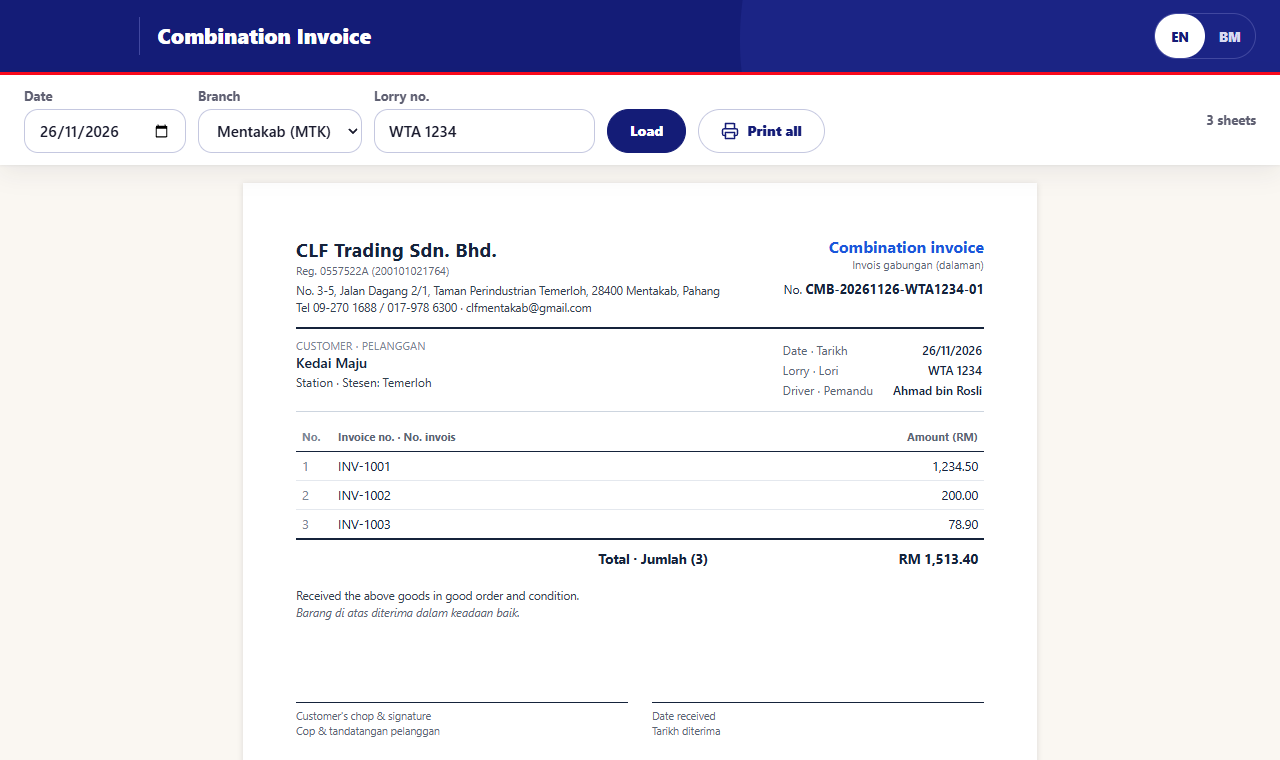 Combination Invoice
EN BM
Date Branch Lorry no.
26/11/2026 Mentakab (MTK) WTA 1234 Load Print all 3 sheets
CLF Trading Sdn. Bhd.
Reg. 0557522A (200101021764)
No. 3-5, Jalan Dagang 2/1, Taman Perindustrian Temerloh, 28400 Mentakab, Pahang
Tel 09-270 1688 / 017-978 6300 · clfmentakab@gmail.com
Combination invoice
Invois gabungan (dalaman)
No. CMB-20261126-WTA1234-01
CUSTOMER · PELANGGAN
Kedai Maju
Station · Stesen: Temerloh
Date · Tarikh 26/11/2026
Lorry · Lori WTA 1234
Driver · Pemandu Ahmad bin Rosli
No. Invoice no. · No. invois Amount (RM)
1 INV-1001 1,234.50
2 INV-1002 200.00
3 INV-1003 78.90
Total · Jumlah (3) RM 1,513.40
Received the above goods in good order and condition.
Barang di atas diterima dalam keadaan baik.
Customer's chop & signature
Cop & tandatangan pelanggan
Date received
Tarikh diterima